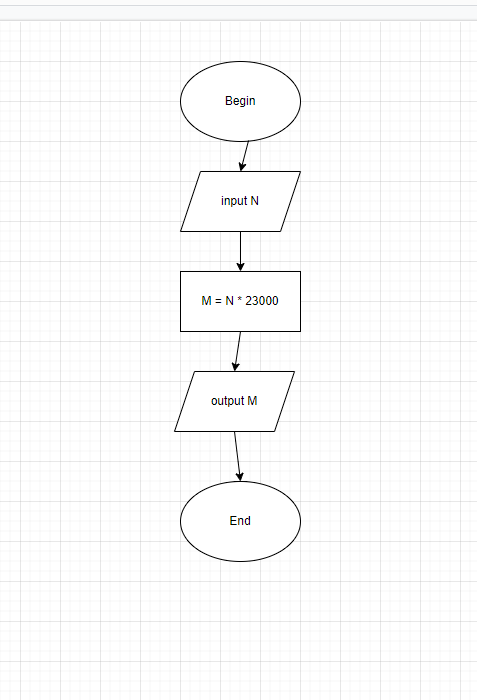 Begin
input N
M = N * 23000
output M
End